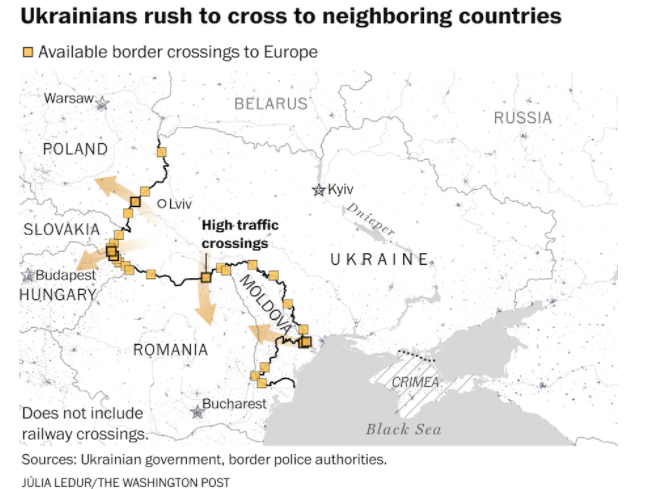 Ukrainians rush to cross to neighboring countries
Available border crossings to Europe
Warsaw
BELARUS
RUSSIA
POLAND
Kyiv
Lviv
Dnieper
SLOVAKIA
High traffic
crossings
UKRAINE
Budapest
HUNGARY
MOLDOVA
ROMANIA
CRIMEA
Bucharest
Does not include
railway crossings.
Black Sea
Sources: Ukrainian government, border police authorities.
JÚLIA LEDUR/THE WASHINGTON POST